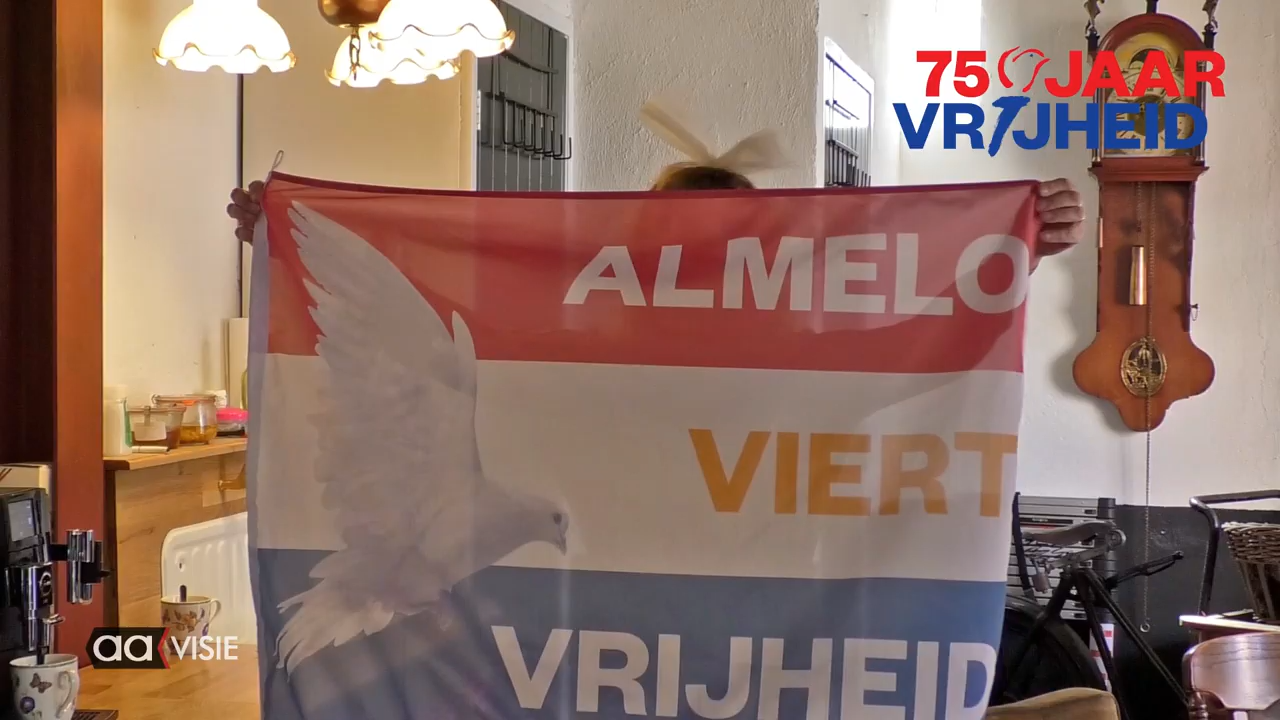 75 JAAR
VRIJHEID
ALMELO
VIERT
VRIJHEID
aa VISIE